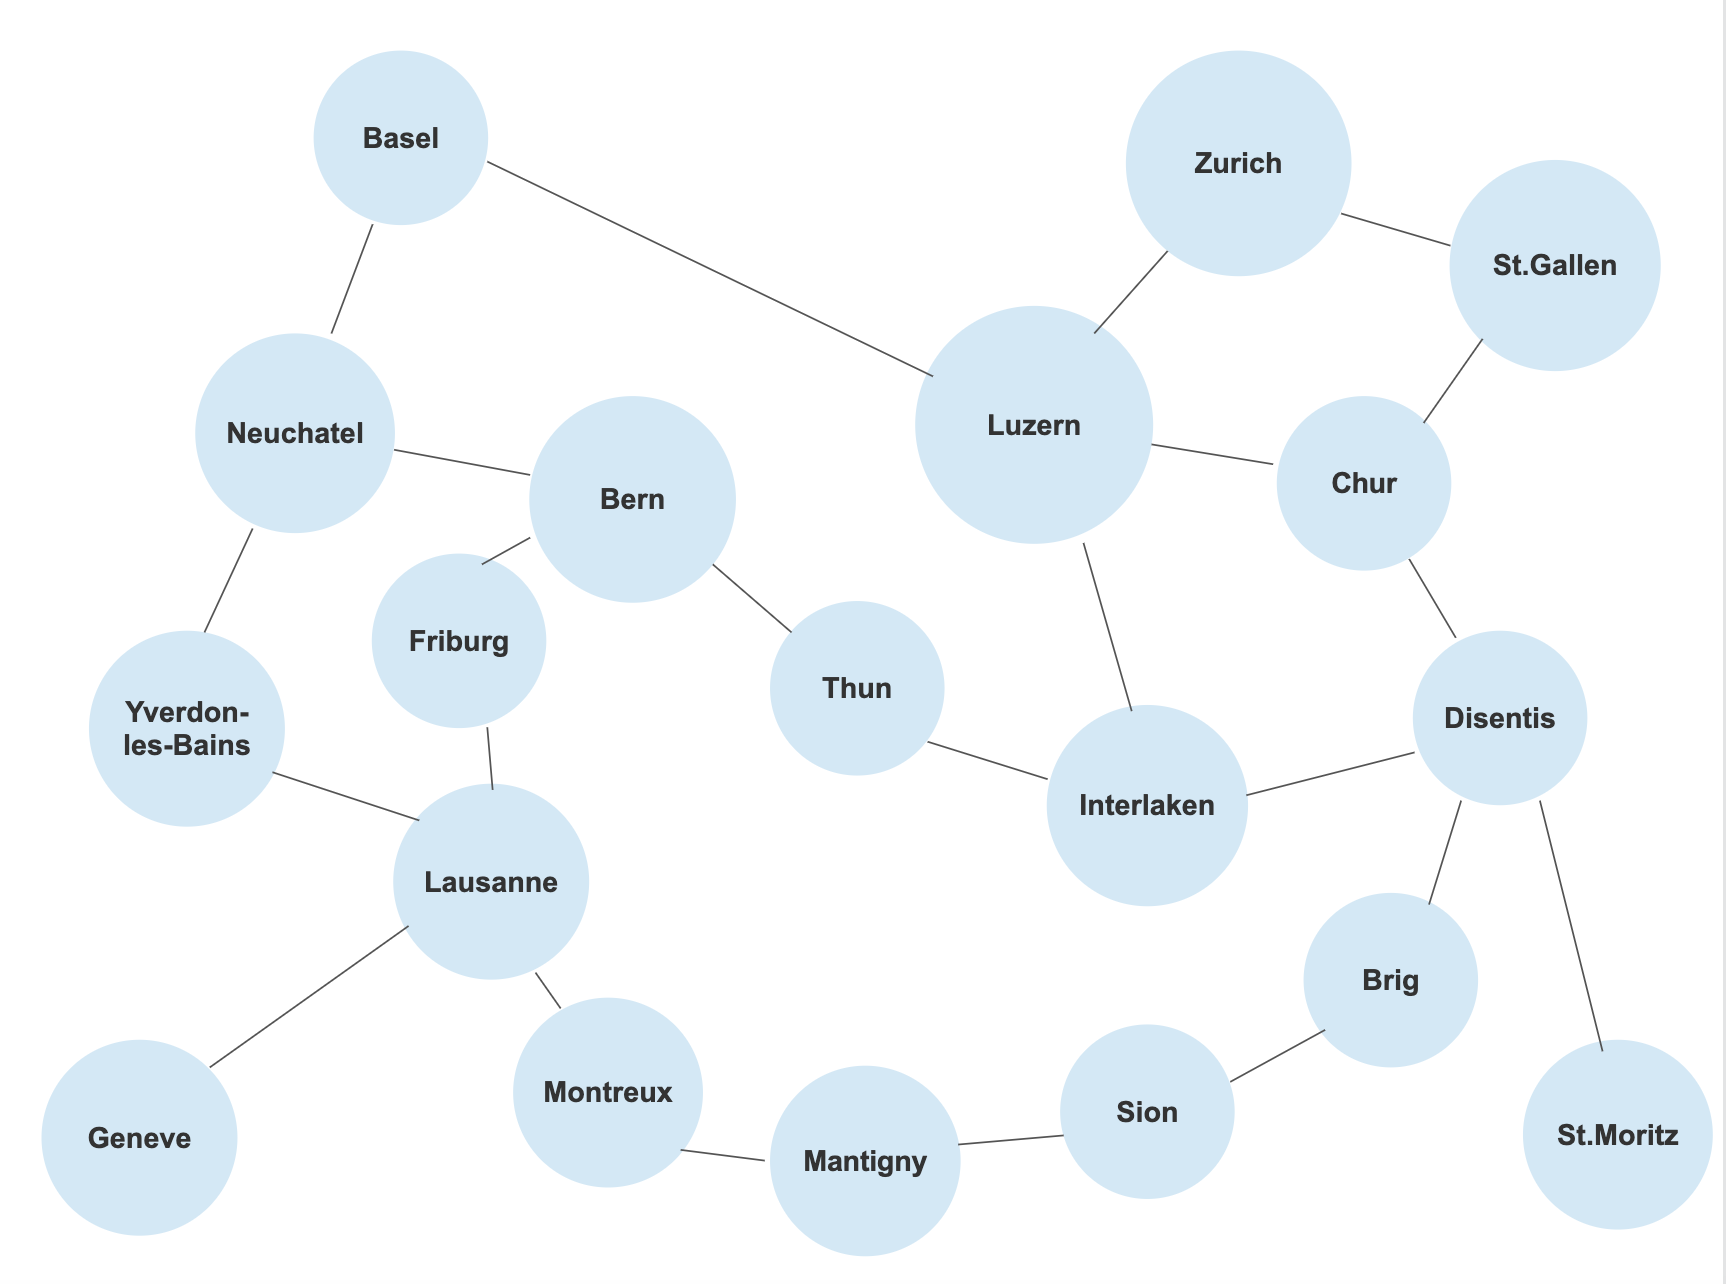 Basel
Zurich
St.Gallen
Luzern
Neuchatel
Chur
Bern
Friburg
Thun
Disentis
Yverdon-
les-Bains
Interlaken
Lausanne
Brig
Montreux
Sion
St.Moritz
Geneve
Mantigny